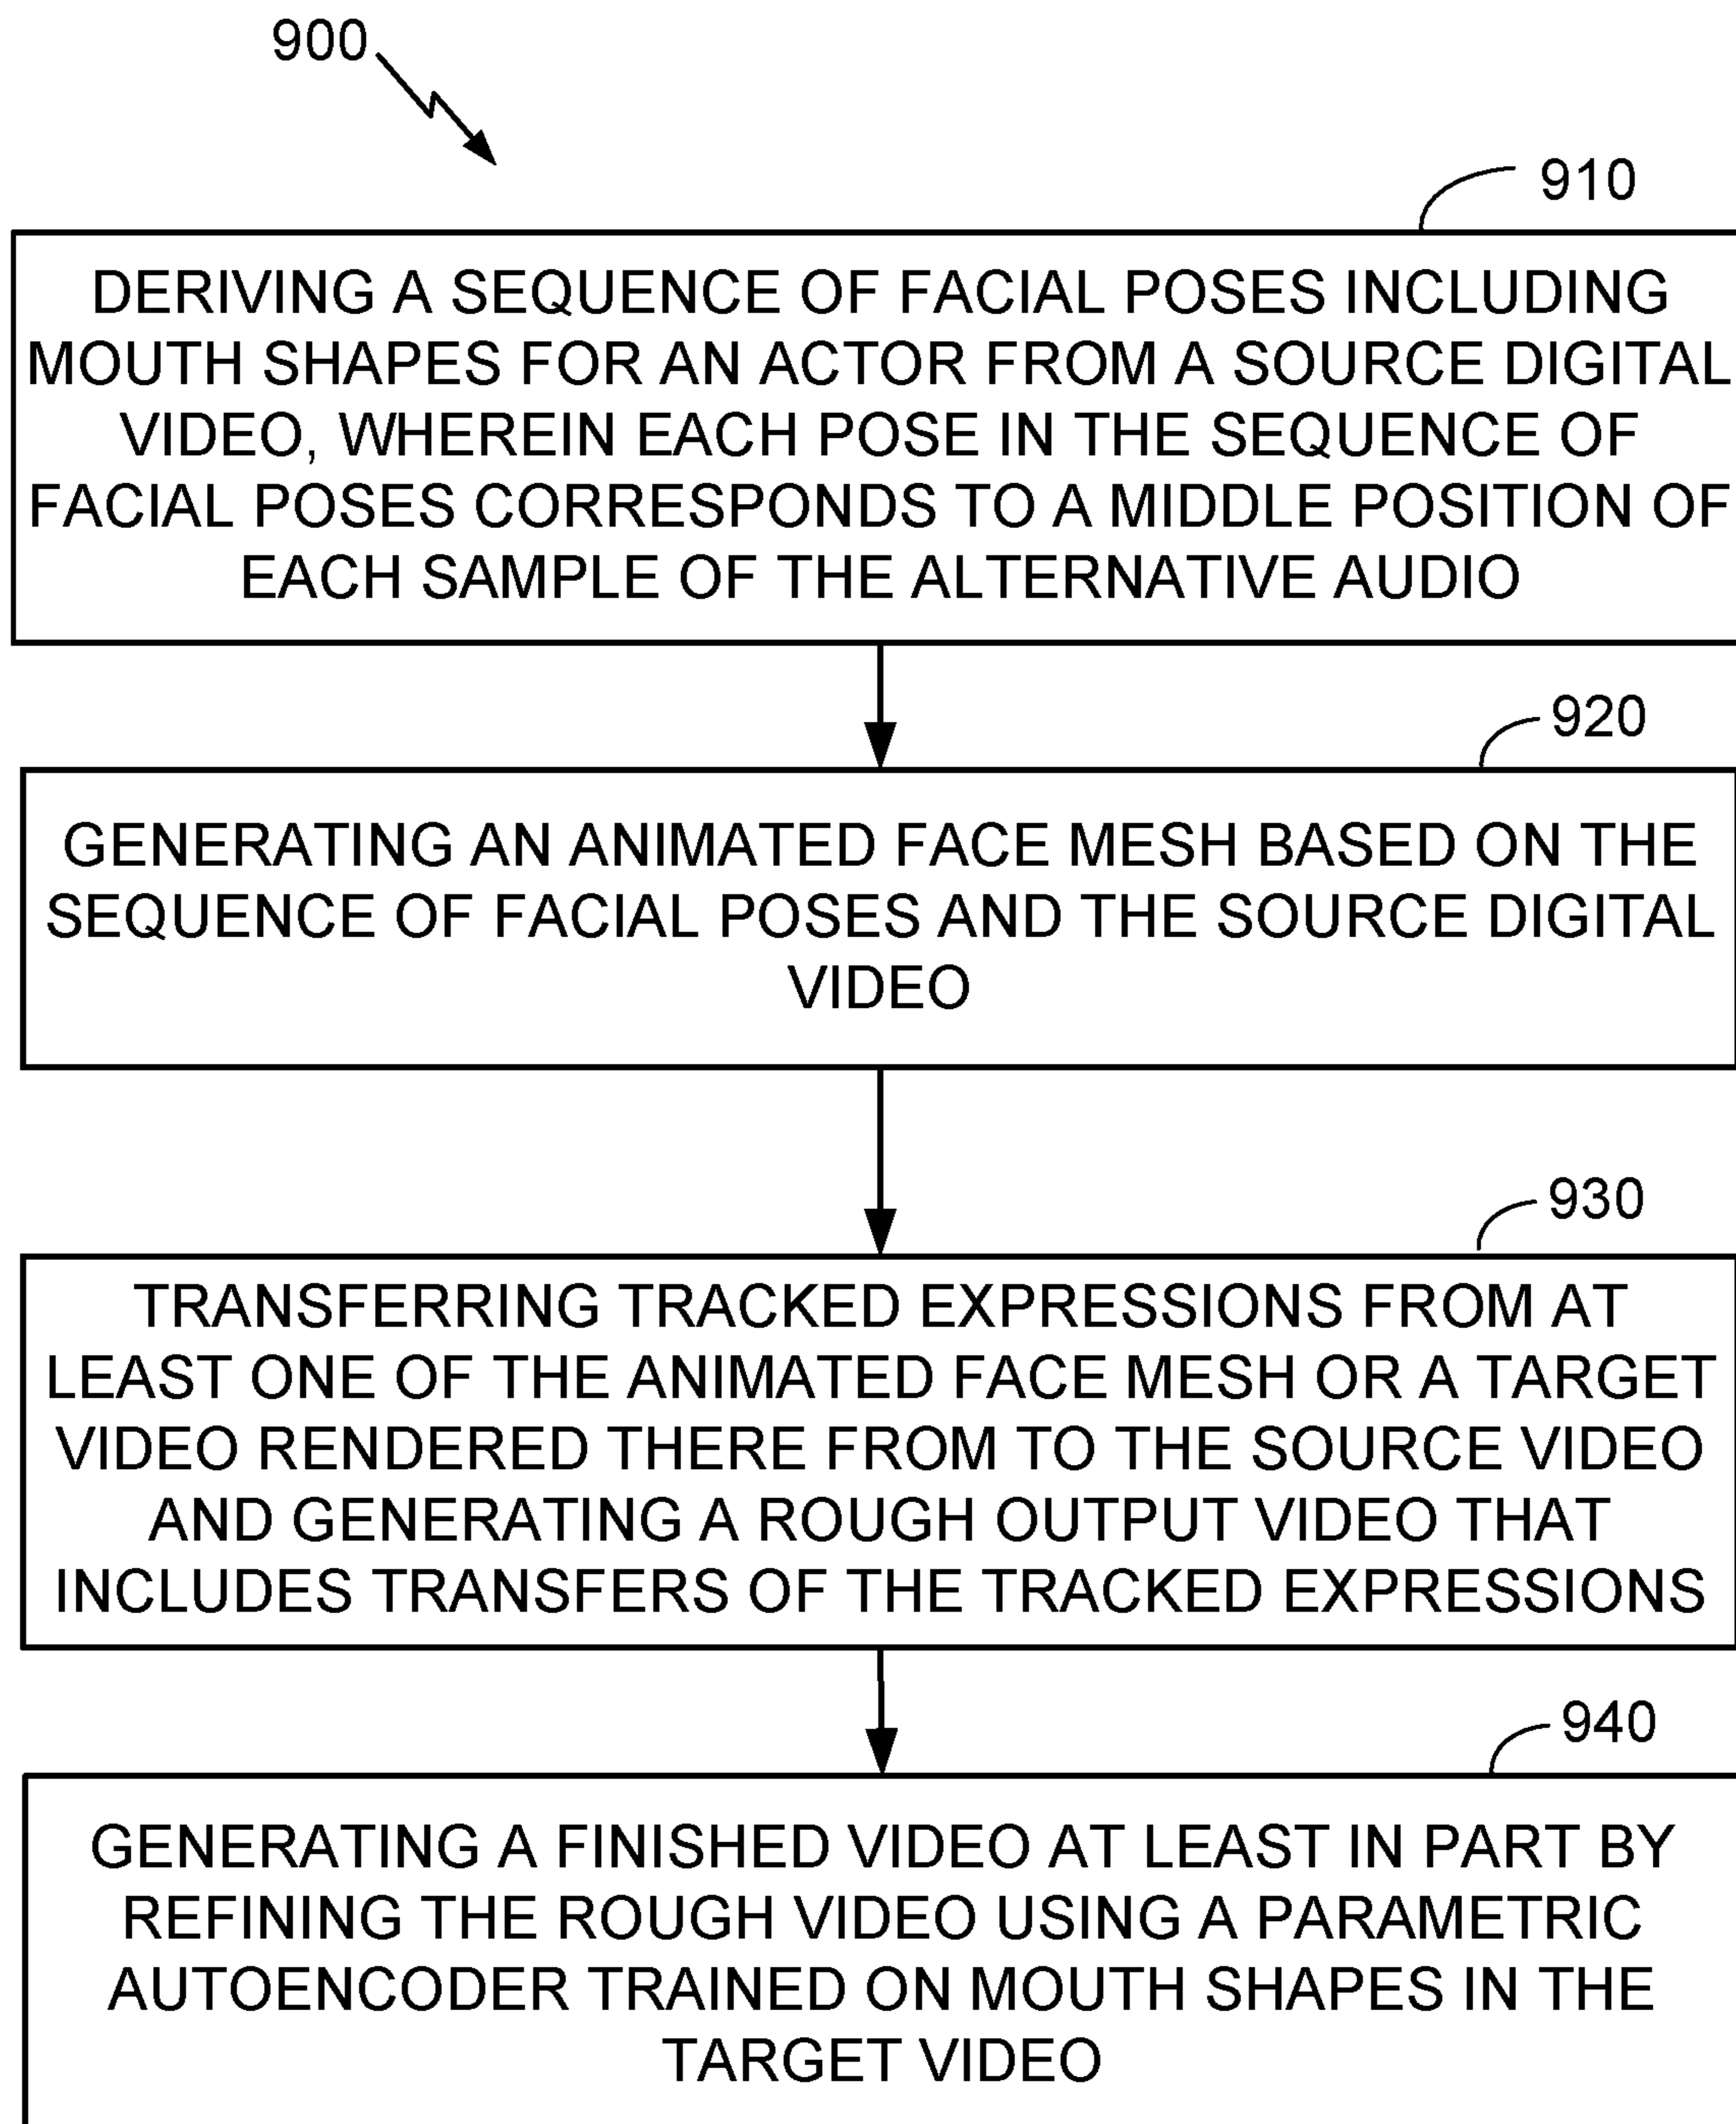 900
910
DERIVING A SEQUENCE OF FACIAL POSES INCLUDING
MOUTH SHAPES FOR AN ACTOR FROM A SOURCE DIGITAL
VIDEO, WHEREIN EACH POSE IN THE SEQUENCE OF
FACIAL POSES CORRESPONDS TO A MIDDLE POSITION OF
EACH SAMPLE OF THE ALTERNATIVE AUDIO
920
GENERATING AN ANIMATED FACE MESH BASED ON THE
SEQUENCE OF FACIAL POSES AND THE SOURCE DIGITAL
VIDEO
930
TRANSFERRING TRACKED EXPRESSIONS FROM AT
LEAST ONE OF THE ANIMATED FACE MESH OR A TARGET
VIDEO RENDERED THERE FROM TO THE SOURCE VIDEO
AND GENERATING A ROUGH OUTPUT VIDEO THAT
INCLUDES TRANSFERS OF THE TRACKED EXPRESSIONS
940
GENERATING A FINISHED VIDEO AT LEAST IN PART BY
REFINING THE ROUGH VIDEO USING A PARAMETRIC
AUTOENCODER TRAINED ON MOUTH SHAPES IN THE
TARGET VIDEO